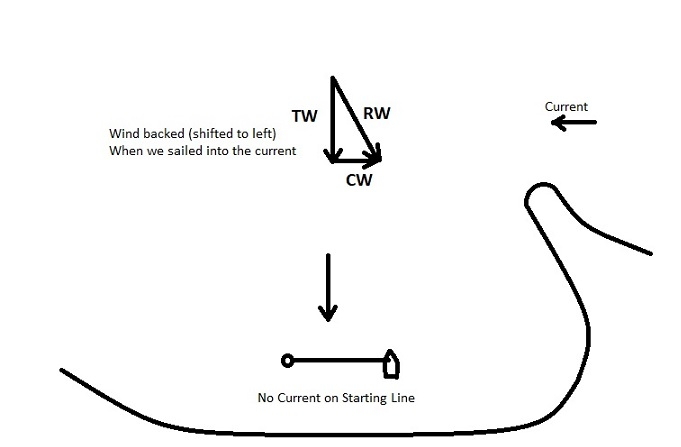 TW
RW
Current
Wind backed (shifted to left)
When we sailed into the current
CW
No Current on Starting Line